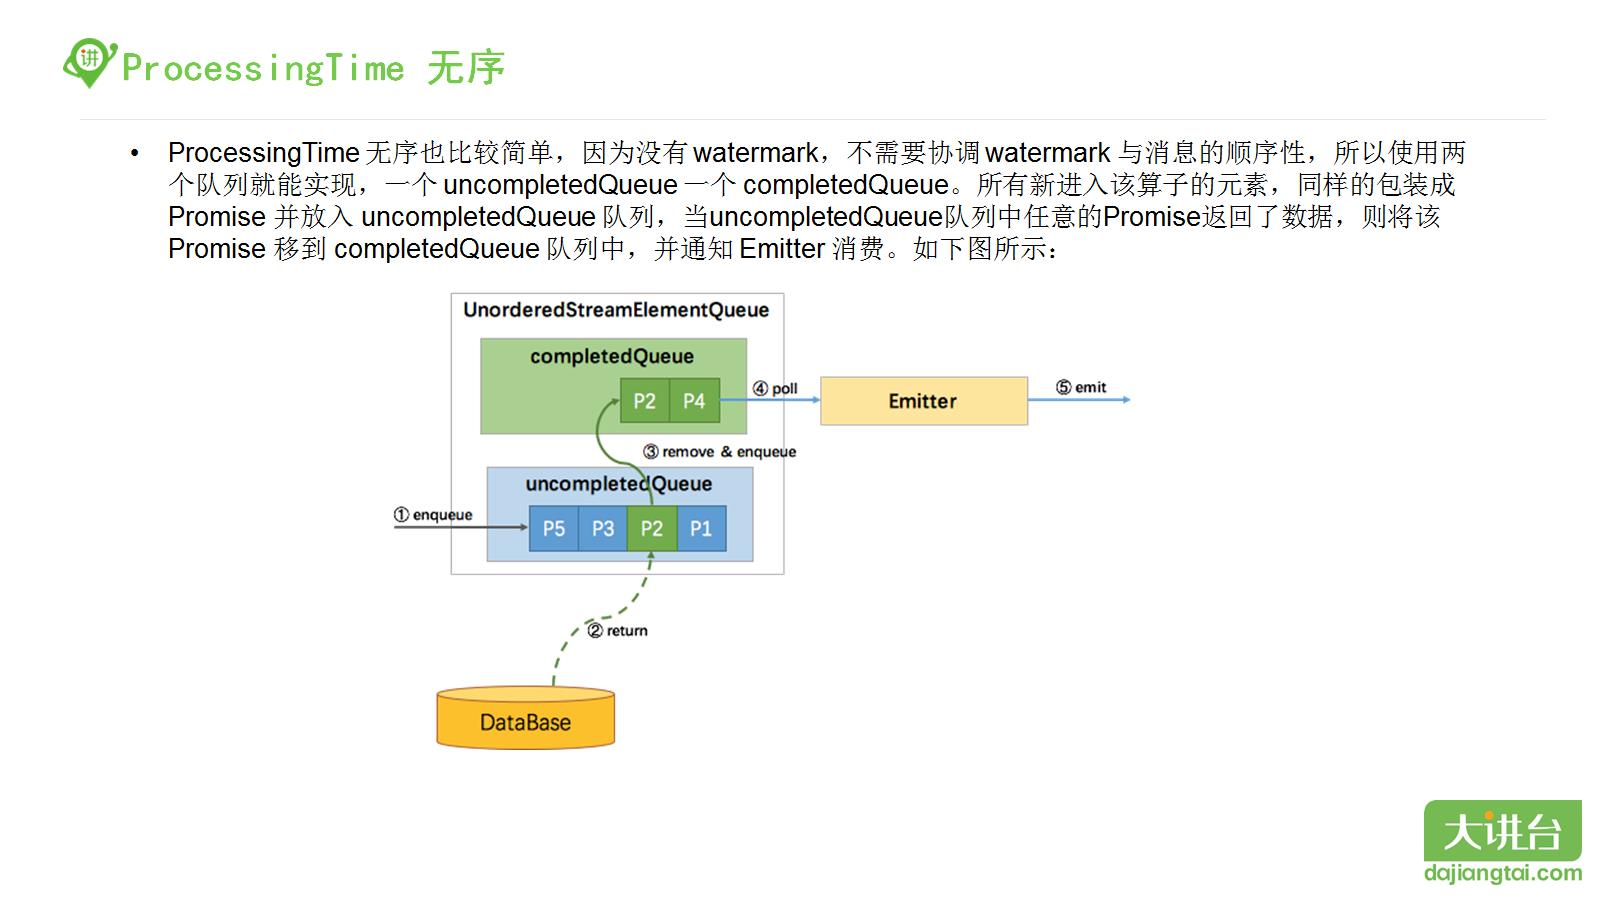 讲
ProcessingTime 无序
• ProcessingTime 无序也比较简单，因为没有 watermark，不需要协调 watermark 与消息的顺序性，所以使用两
个队列就能实现，一个 uncompletedQueue 一个 completedQueue。所有新进入该算子的元素，同样的包装成
Promise 并放入 uncompletedQueue 队列，当uncompletedQueue队列中任意的Promise返回了数据，则将该
Promise 移到 completedQueue 队列中，并通知 Emitter 消费。如下图所示：
UnorderedStreamElementQueue
completedQueue
P2 P4
④ poll
Emitter
⑤ emit
③ remove & enqueue
uncompletedQueue
① enqueue
P5 P3 P2 P1
② return
DataBase
大讲台
dajiangtai.com